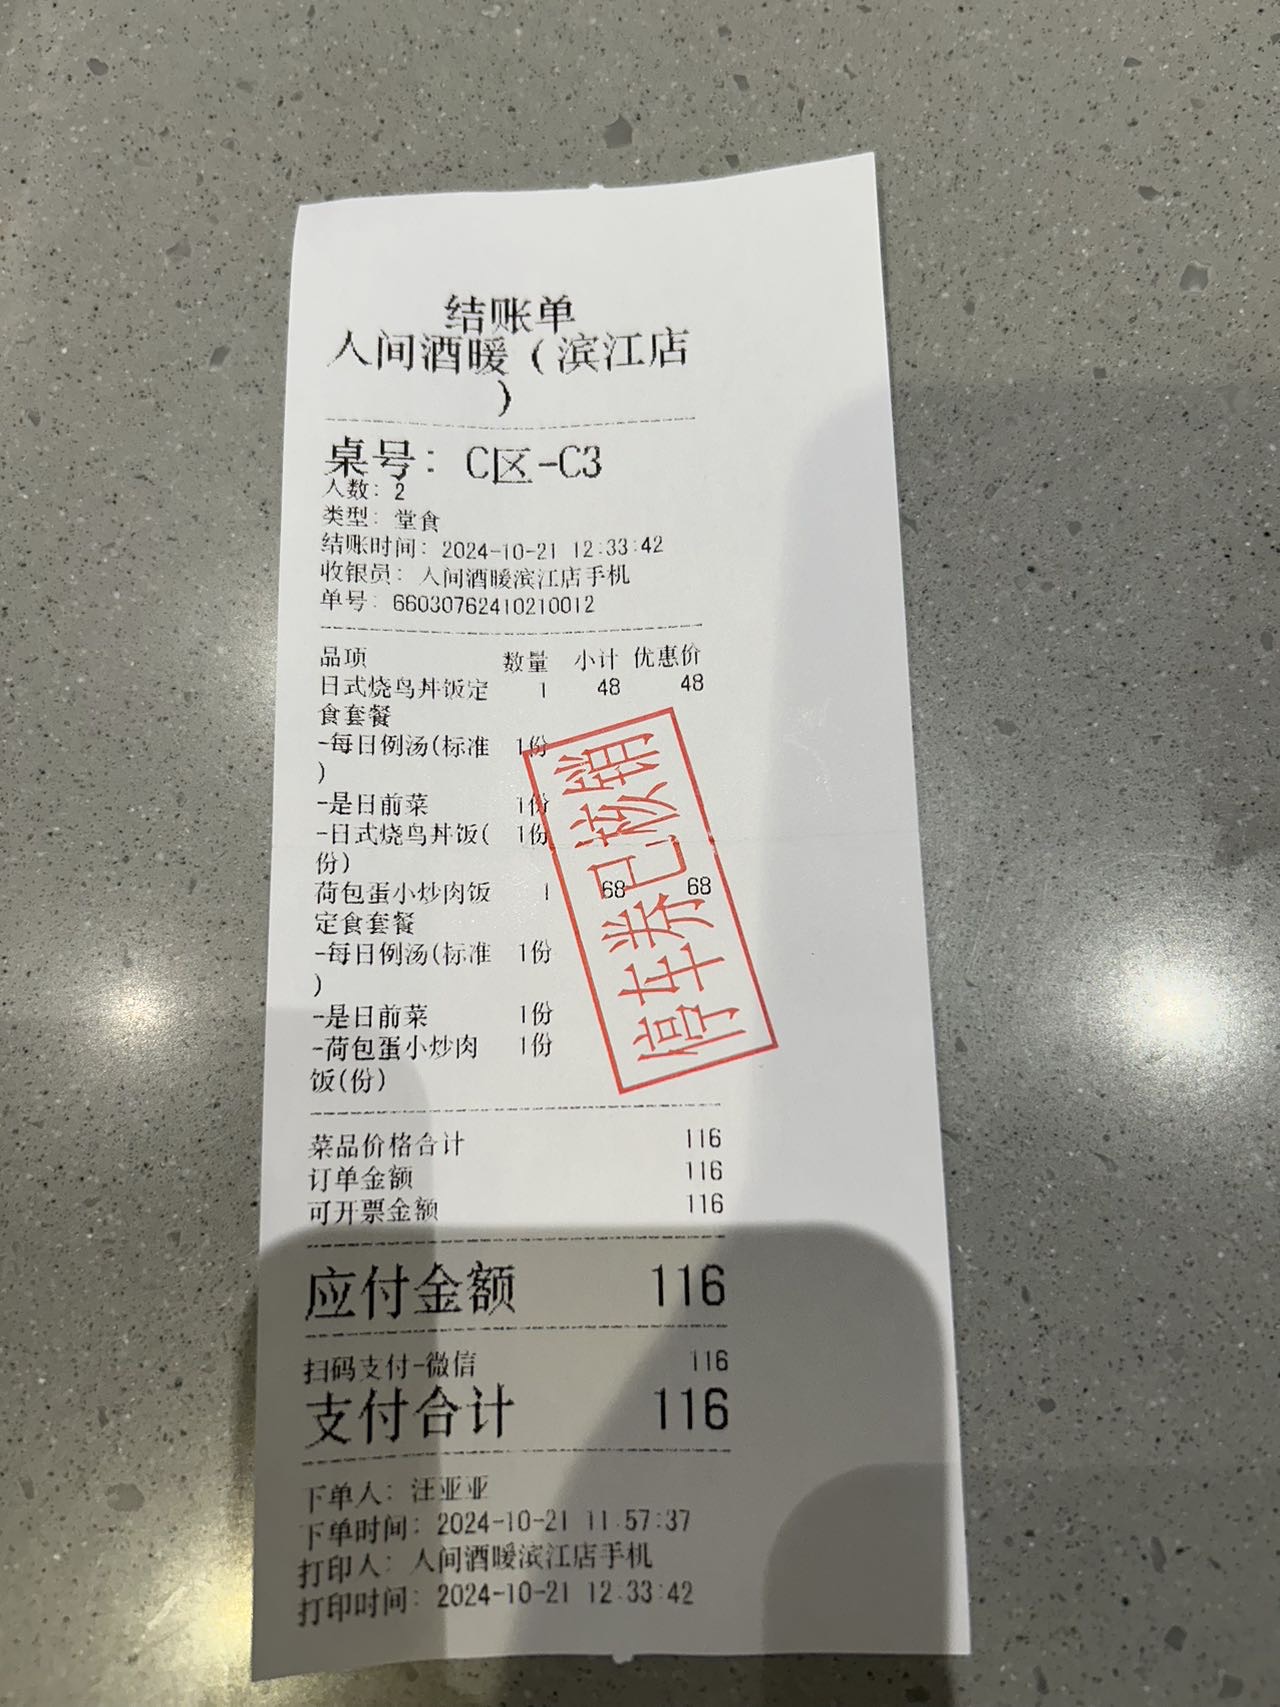 结账单
人间酒暖（滨江店
）
桌号：C区-C3
人数：2
类型：堂食
结账时间：2024-10-21 12:33:42
收银员：人间酒暖滨江店手机
单号：66030762410210012
品项 数量 小计 优惠价
日式烧鸟丼饭定 1 48 48
食套餐
-每日例汤(标准 1份
)
-是日前菜 1份
-日式烧鸟丼饭( 1份
份)
荷包蛋小炒肉饭 1 68 68
定食套餐
-每日例汤(标准 1份
)
-是日前菜 1份
-荷包蛋小炒肉 1份
饭(份)
停车券已核销
菜品价格合计 116
订单金额 116
可开票金额 116
应付金额 116
扫码支付-微信 116
支付合计 116
下单人：汪亚亚
下单时间：2024-10-21 11:57:37
打印人：人间酒暖滨江店手机
打印时间：2024-10-21 12:33:42